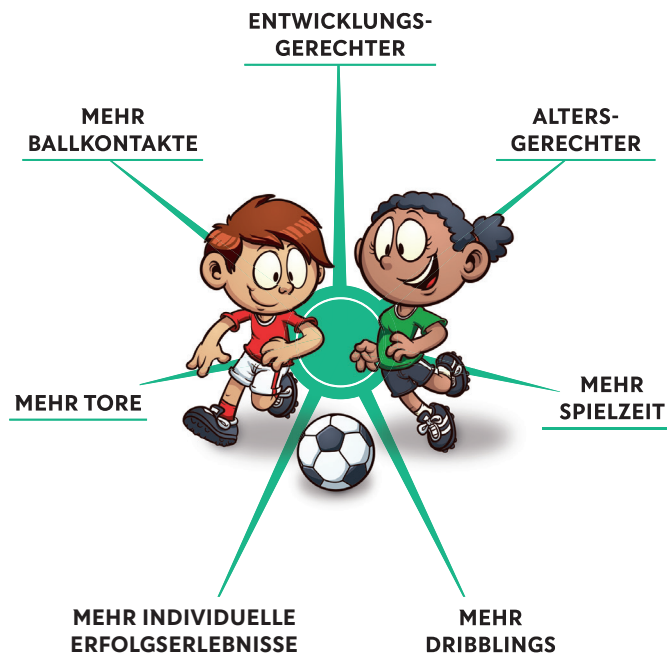 ENTWICKLUNGS-
GERECHTER
MEHR
BALLKONTAKTE
ALTERS-
GERECHTER
MEHR TORE
MEHR
SPIELZEIT
MEHR INDIVIDUELLE
ERFOLGSERLEBNISSE
MEHR
DRIBBLINGS